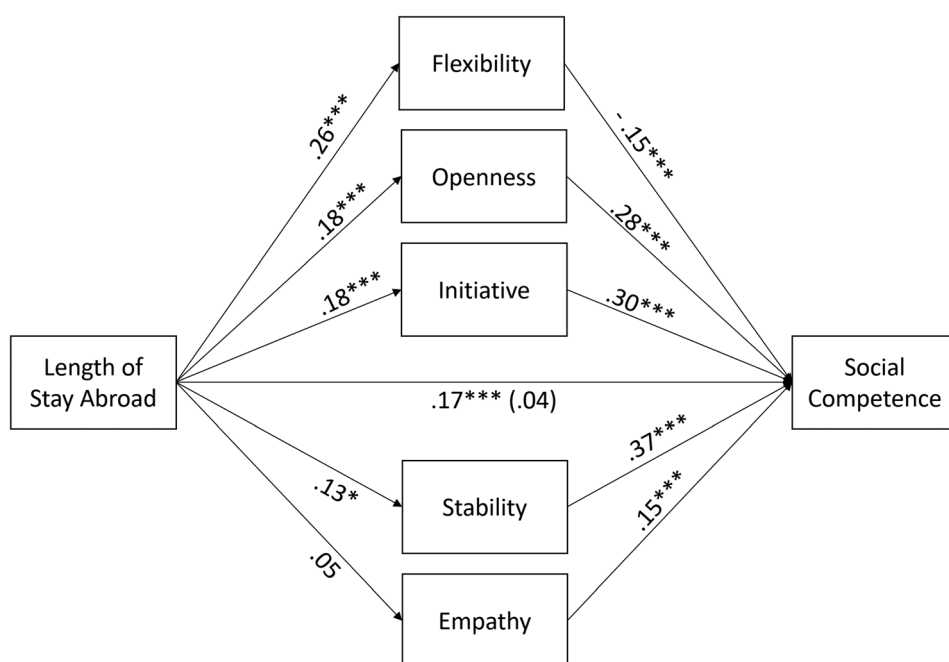 Flexibility
.26***
- .15***
Openness
.18***
.28***
Initiative
.18***
.30***
Length of
Stay Abroad
Social
Competence
.17*** (.04)
.37***
.13*
Stability
.15***
.05
Empathy